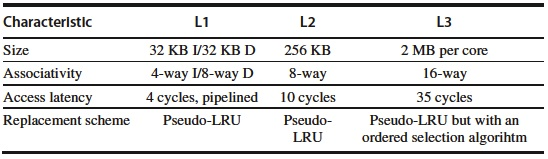 Characteristic L1 L2 L3
Size 32 KB I/32 KB D 256 KB 2 MB per core
Associativity 4-way I/8-way D 8-way 16-way
Access latency 4 cycles, pipelined 10 cycles 35 cycles
Replacement scheme Pseudo-LRU Pseudo- Pseudo-LRU but with an
LRU ordered selection algorihtm